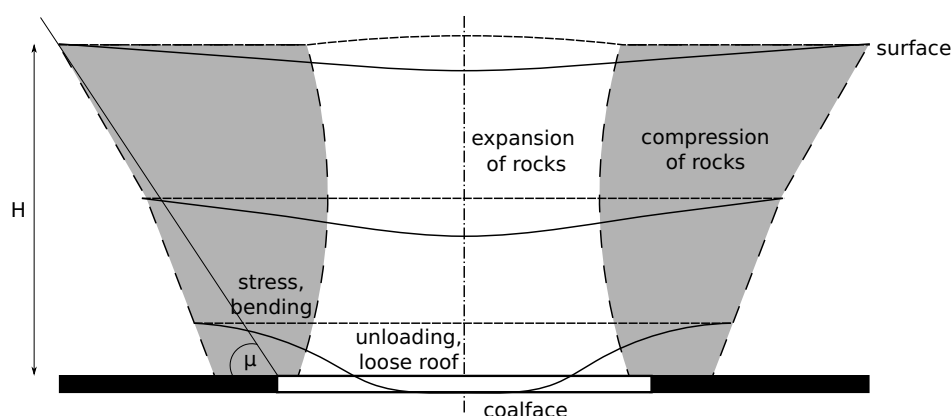 surface
expansion
of rocks
compression
of rocks
H
stress,
bending
unloading,
loose roof
μ
coalface